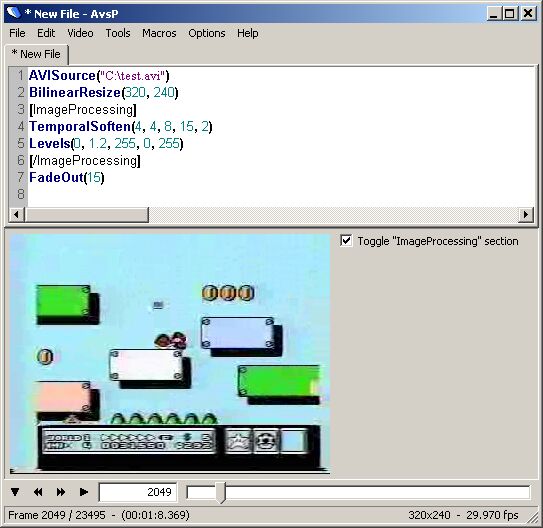 * New File - AvsP
File Edit Video Tools Macros Options Help
* New File
1 AVISource("C:\test.avi")
2 BilinearResize(320, 240)
3 [ImageProcessing]
4 TemporalSoften(4, 4, 8, 15, 2)
5 Levels(0, 1.2, 255, 0, 255)
6 [/ImageProcessing]
7 FadeOut(15)
8
Toggle "ImageProcessing" section
WORLD 1
2049
Frame 2049 / 23495 - (00:01:8.369)
320x240 - 29.970 fps